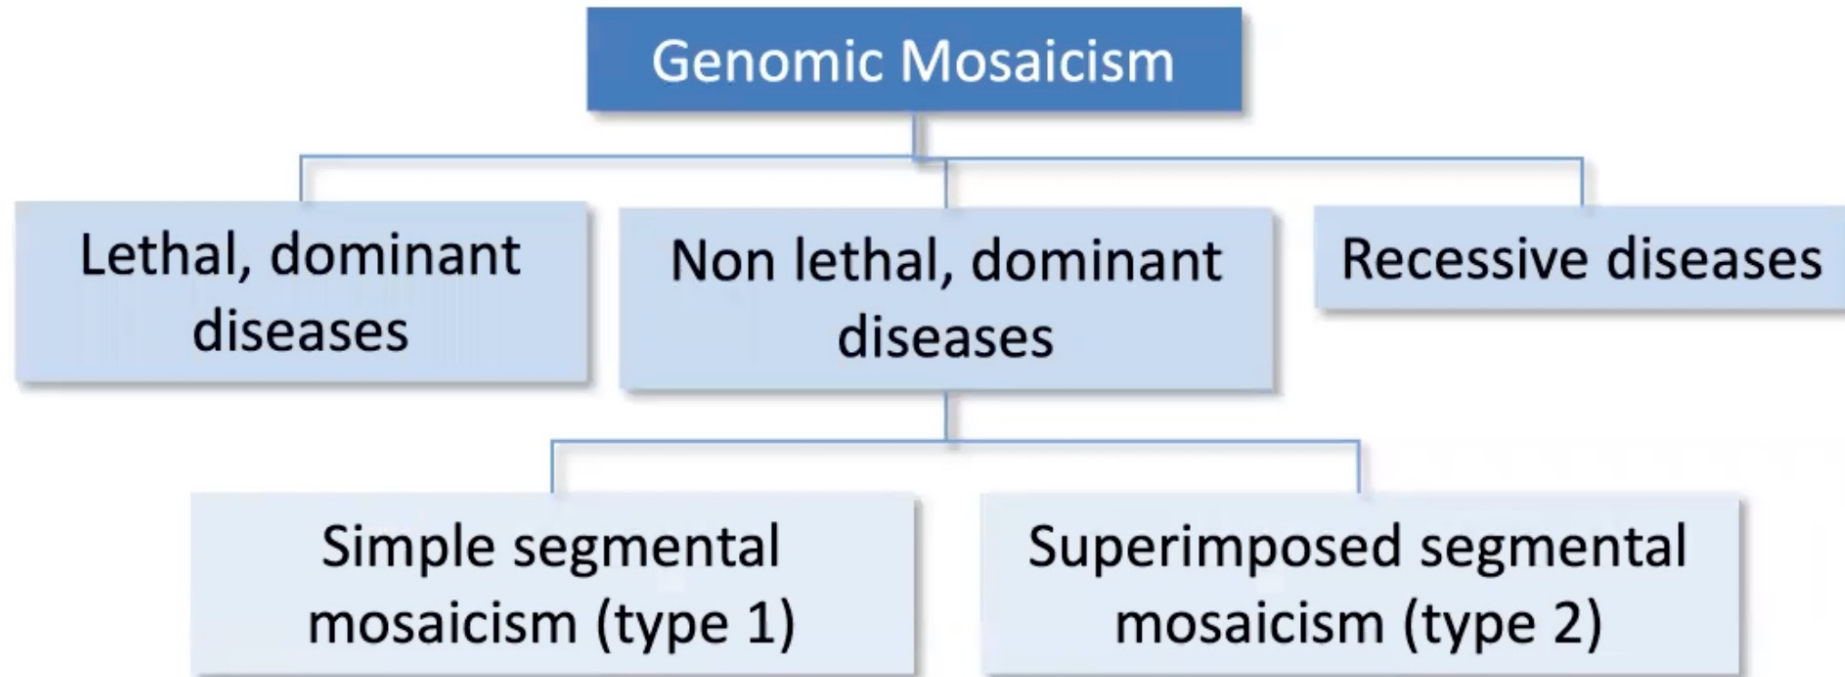 Genomic Mosaicism
Lethal, dominant
diseases
Non lethal, dominant
diseases
Recessive diseases
Simple segmental
mosaicism (type 1)
Superimposed segmental
mosaicism (type 2)